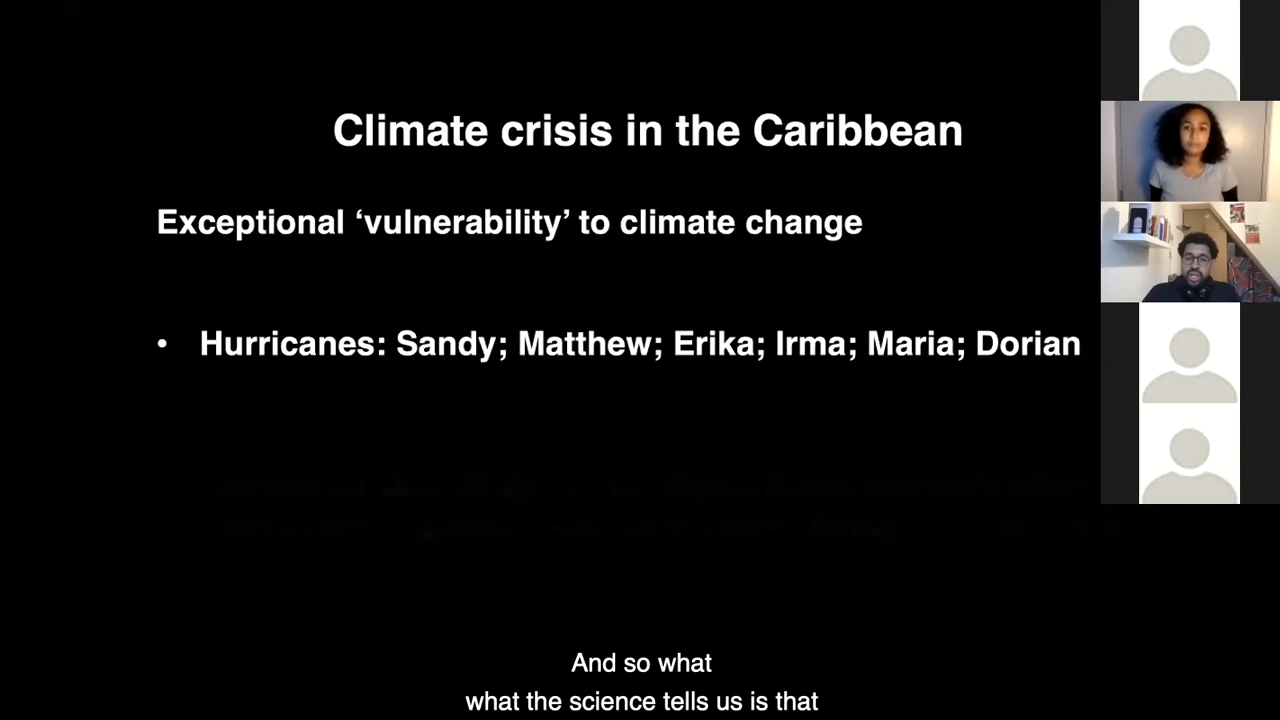 Climate crisis in the Caribbean
Exceptional ‘vulnerability’ to climate change
• Hurricanes: Sandy; Matthew; Erika; Irma; Maria; Dorian
And so what
what the science tells us is that